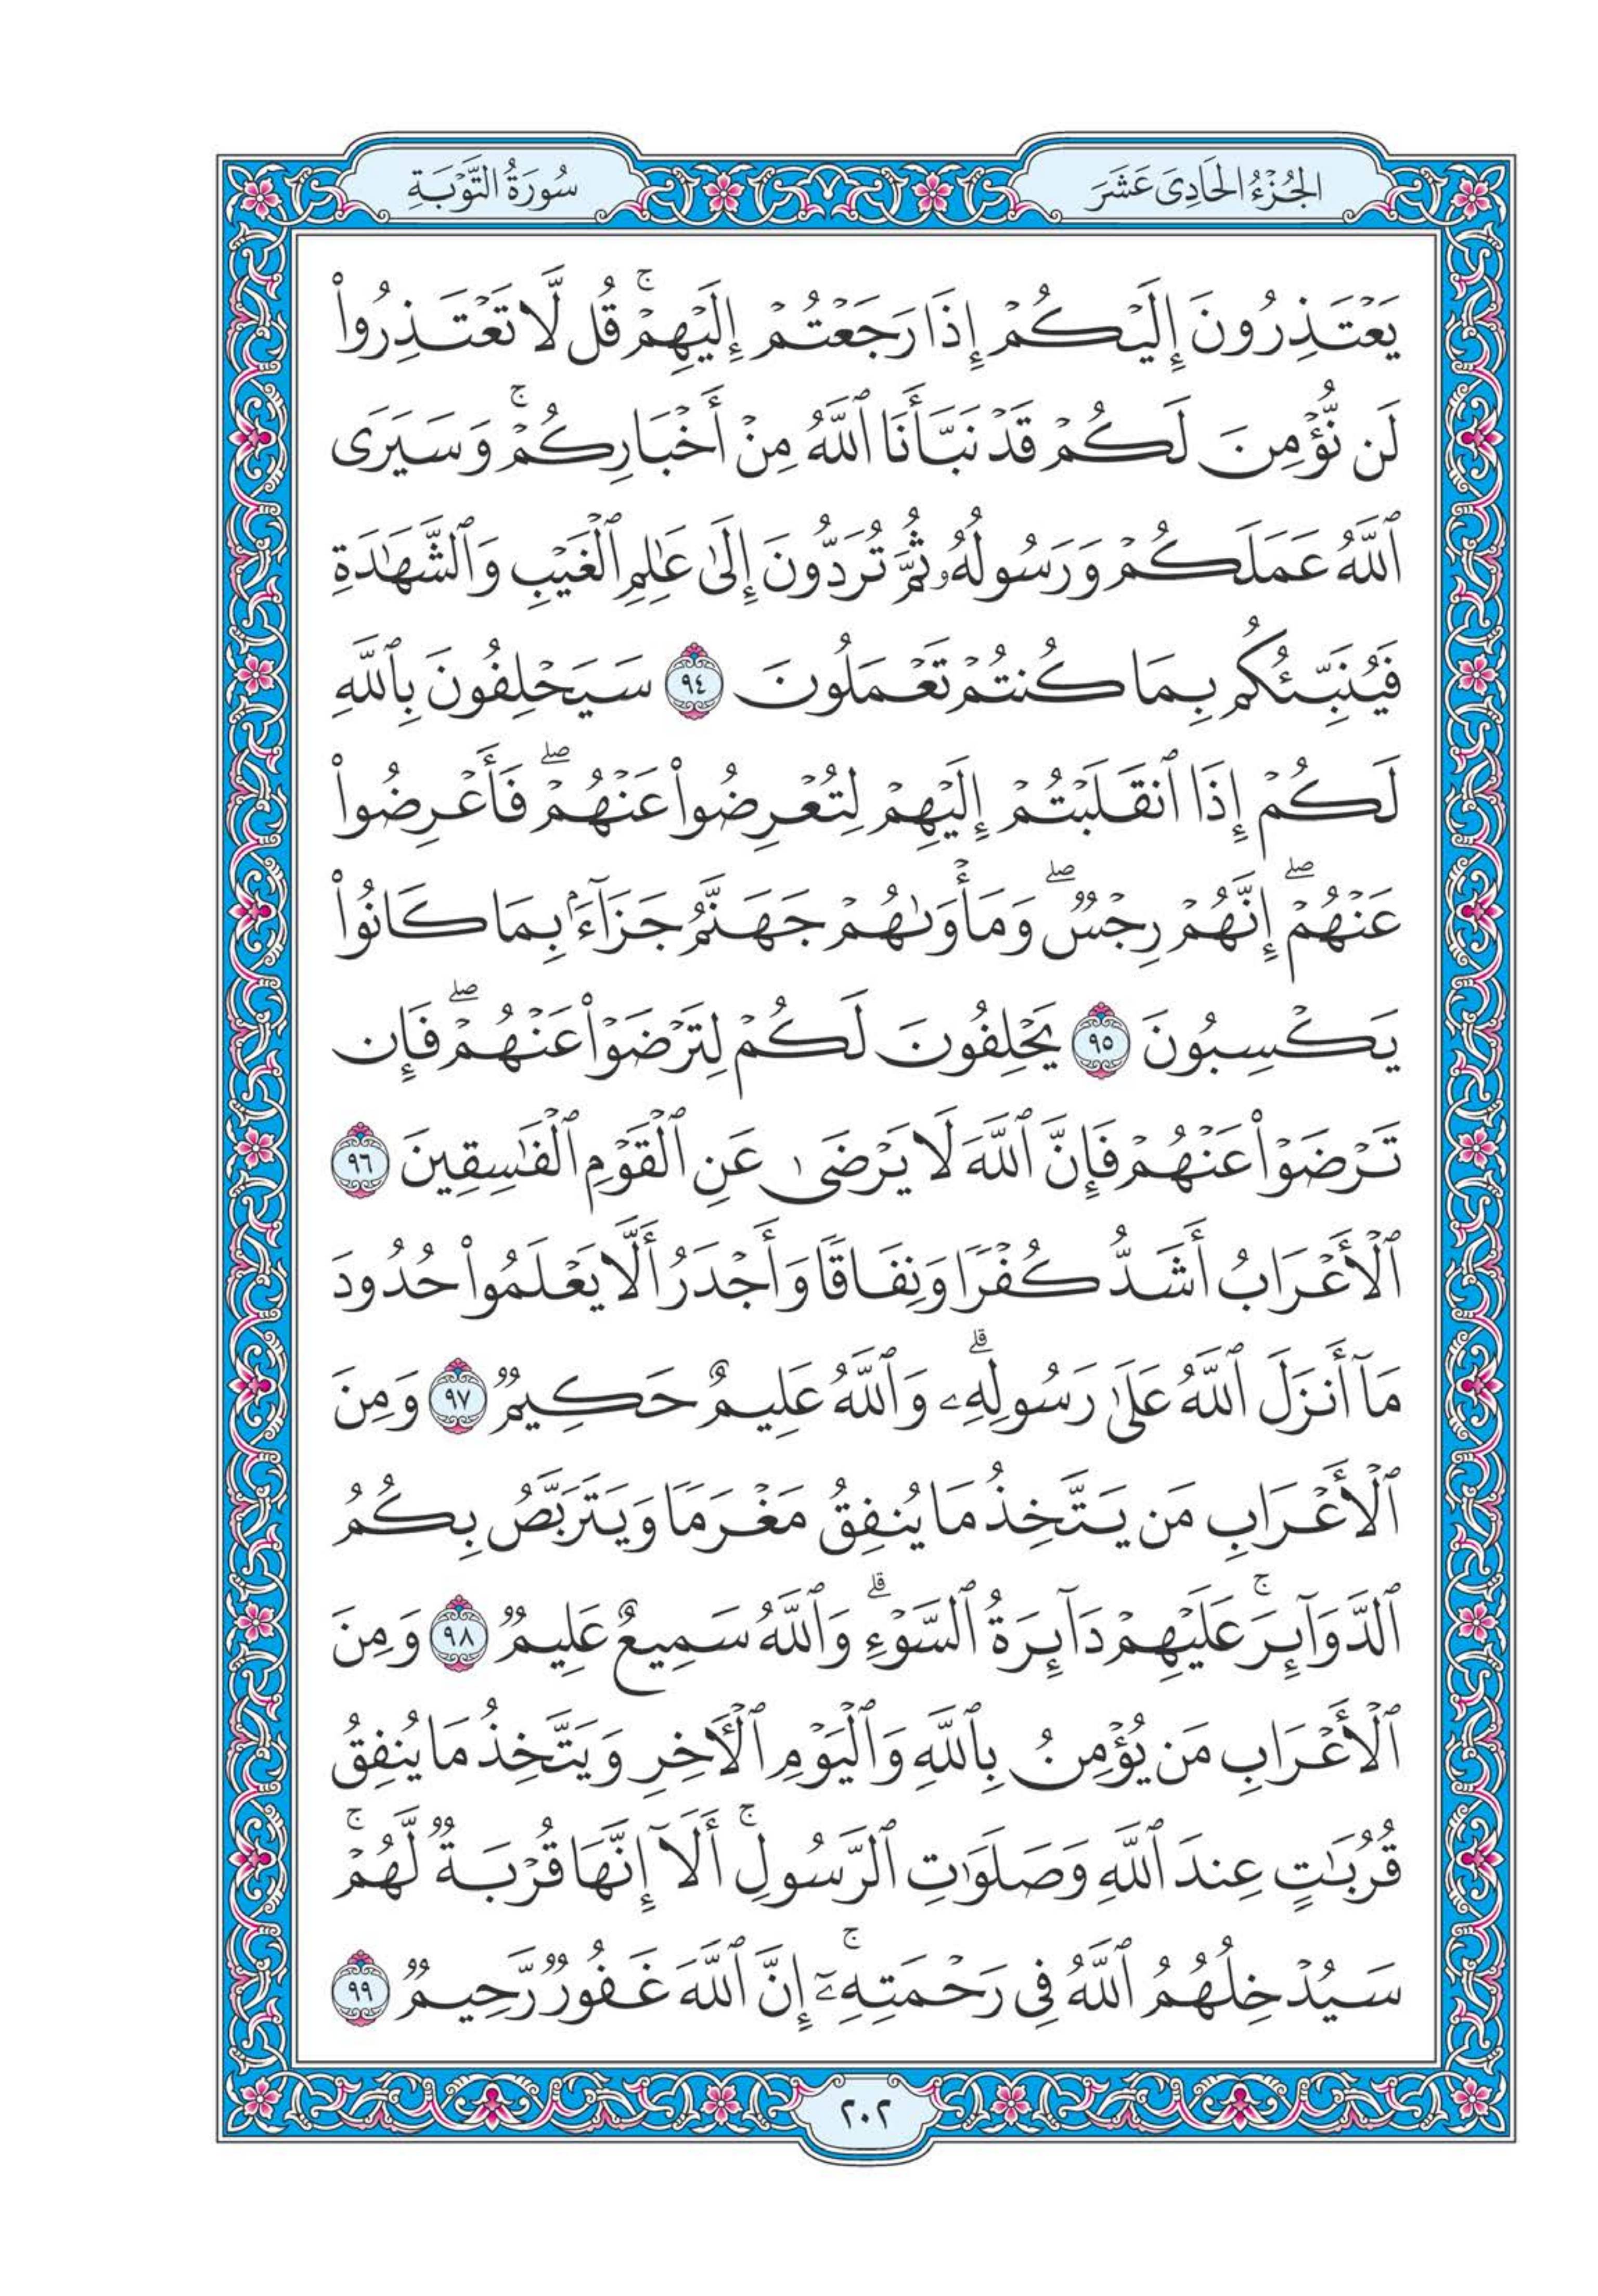 الجُزْءُ الحَادِيَ عَشَرَ
سُورَةُ التَّوْبَةِ
يَعْتَذِرُونَ إِلَيْكُمْ إِذَا رَجَعْتُمْ إِلَيْهِمْ ۚ قُل لَّا تَعْتَذِرُوا۟
لَن نُّؤْمِنَ لَكُمْ قَدْ نَبَّأَنَا ٱللَّهُ مِنْ أَخْبَارِكُمْ ۚ وَسَيَرَى
ٱللَّهُ عَمَلَكُمْ وَرَسُولُهُۥ ثُمَّ تُرَدُّونَ إِلَىٰ عَٰلِمِ ٱلْغَيْبِ وَٱلشَّهَٰدَةِ
فَيُنَبِّئُكُم بِمَا كُنتُمْ تَعْمَلُونَ ٩٤ سَيَحْلِفُونَ بِٱللَّهِ
لَكُمْ إِذَا ٱنقَلَبْتُمْ إِلَيْهِمْ لِتُعْرِضُوا۟ عَنْهُمْ ۖ فَأَعْرِضُوا۟
عَنْهُمْ ۖ إِنَّهُمْ رِجْسٌ ۖ وَمَأْوَىٰهُمْ جَهَنَّمُ جَزَآءًۢ بِمَا كَانُوا۟
يَكْسِبُونَ ٩٥ يَحْلِفُونَ لَكُمْ لِتَرْضَوْا۟ عَنْهُمْ ۖ فَإِن
تَرْضَوْا۟ عَنْهُمْ فَإِنَّ ٱللَّهَ لَا يَرْضَىٰ عَنِ ٱلْقَوْمِ ٱلْفَٰسِقِينَ ٩٦
ٱلْأَعْرَابُ أَشَدُّ كُفْرًا وَنِفَاقًا وَأَجْدَرُ أَلَّا يَعْلَمُوا۟ حُدُودَ
مَآ أَنزَلَ ٱللَّهُ عَلَىٰ رَسُولِهِۦ ۗ وَٱللَّهُ عَلِيمٌ حَكِيمٌ ٩٧ وَمِنَ
ٱلْأَعْرَابِ مَن يَتَّخِذُ مَا يُنفِقُ مَغْرَمًا وَيَتَرَبَّصُ بِكُمُ
ٱلدَّوَآئِرَ ۚ عَلَيْهِمْ دَآئِرَةُ ٱلسَّوْءِ ۗ وَٱللَّهُ سَمِيعٌ عَلِيمٌ ٩٨ وَمِنَ
ٱلْأَعْرَابِ مَن يُؤْمِنُ بِٱللَّهِ وَٱلْيَوْمِ ٱلْءَاخِرِ وَيَتَّخِذُ مَا يُنفِقُ
قُرُبَٰتٍ عِندَ ٱللَّهِ وَصَلَوَٰتِ ٱلرَّسُولِ ۚ أَلَآ إِنَّهَا قُرْبَةٌ لَّهُمْ ۚ
سَيُدْخِلُهُمُ ٱللَّهُ فِى رَحْمَتِهِۦٓ ۚ إِنَّ ٱللَّهَ غَفُورٌ رَّحِيمٌ ٩٩
٢٠٢